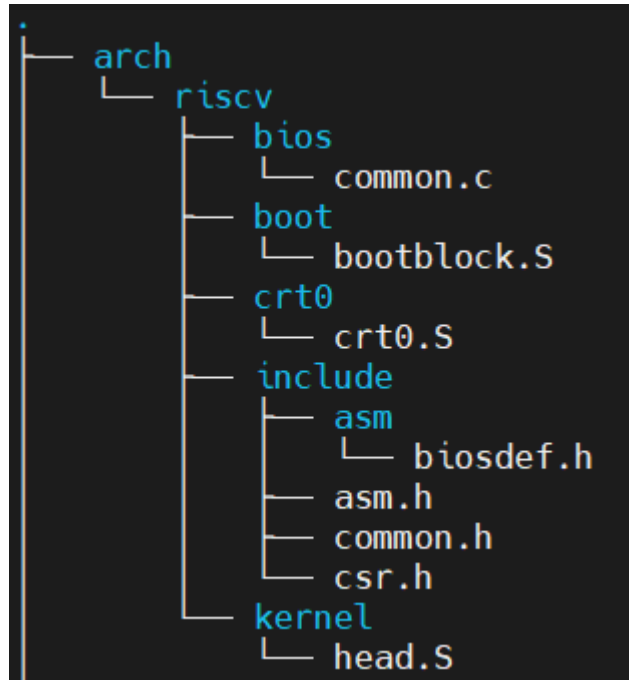 .
├── arch
│   └── riscv
│       ├── bios
│       │   └── common.c
│       ├── boot
│       │   └── bootblock.S
│       ├── crt0
│       │   └── crt0.S
│       ├── include
│       │   ├── asm
│       │   │   └── biosdef.h
│       │   ├── asm.h
│       │   ├── common.h
│       │   └── csr.h
│       └── kernel
│           └── head.S